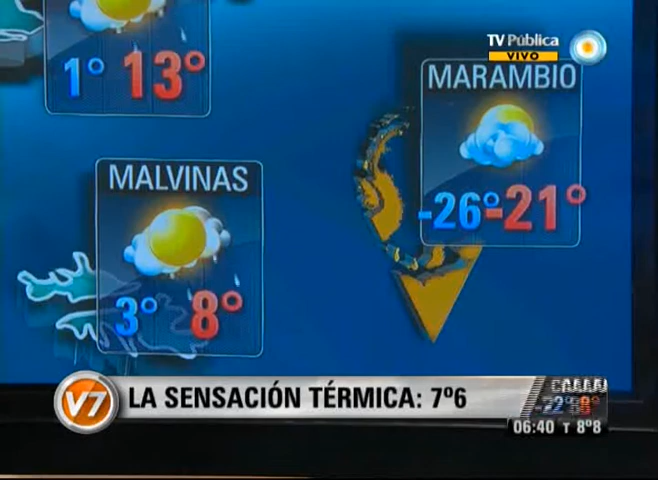 TV Pública
VIVO
1° 13°
MARAMBIO
-26° -21°
MALVINAS
3° 8°
V7
LA SENSACIÓN TÉRMICA: 7º6
06:40 T 8º8